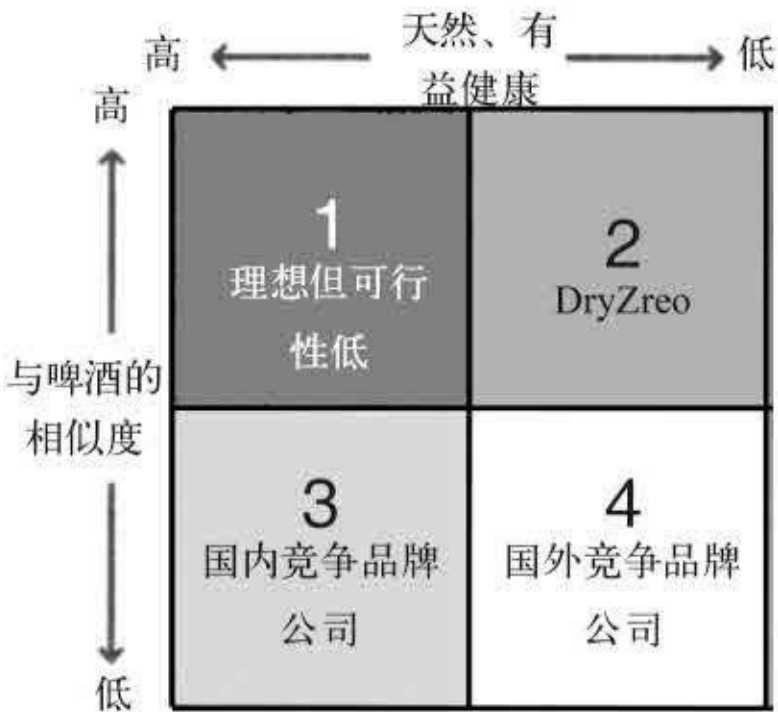 高 天然、有 低
益健康
高
1
理想但可行
性低
2
DryZreo
与啤酒的
相似度
3
国内竞争品牌
公司
4
国外竞争品牌
公司
低